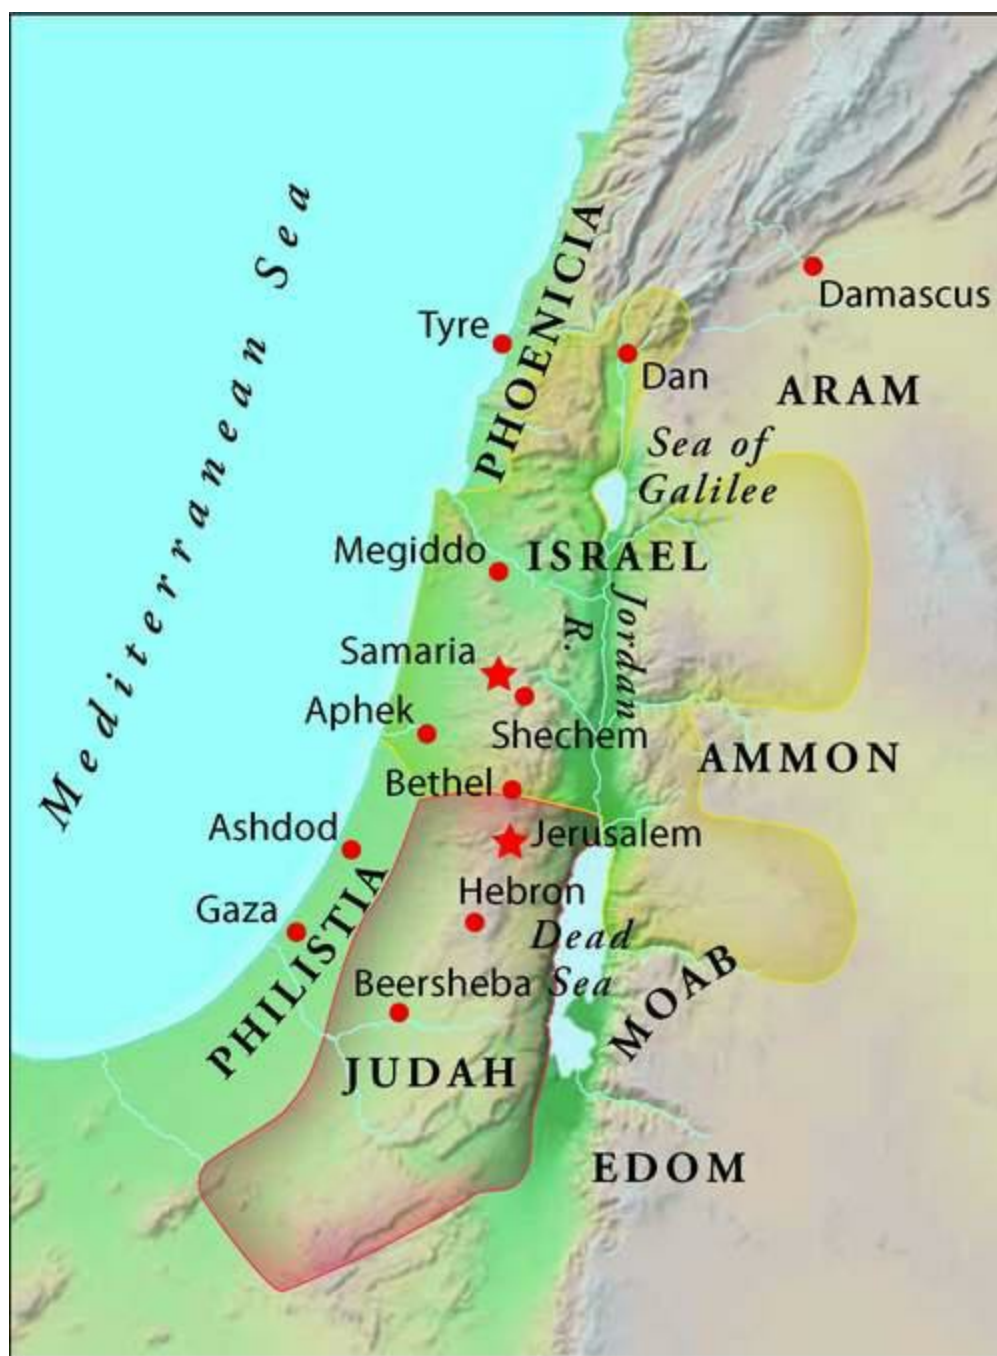 Mediterranean Sea
PHOENICIA
Damascus
Tyre
Dan
ARAM
Sea of
Galilee
Megiddo
ISRAEL
Jordan
R.
Samaria
Aphek
Shechem
AMMON
Bethel
Ashdod
Jerusalem
Hebron
Gaza
PHILISTIA
Dead
Sea
MOAB
Beersheba
JUDAH
EDOM